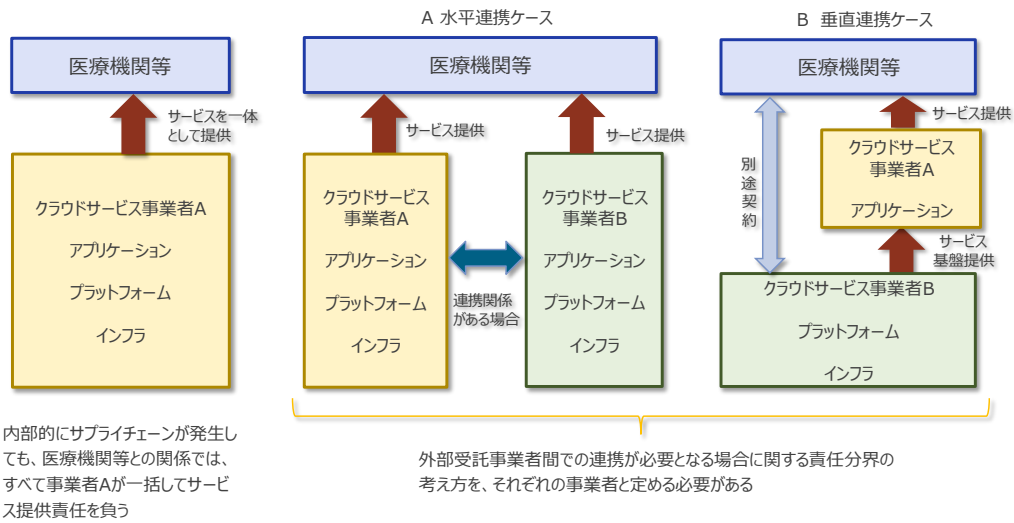 医療機関等
サービスを一体
として提供
クラウドサービス事業者A
アプリケーション
プラットフォーム
インフラ
内部的にサプライチェーンが発生し
ても、医療機関等との関係では、
すべて事業者Aが一括してサービ
ス提供責任を負う
A 水平連携ケース
医療機関等
サービス提供
サービス提供
クラウドサービス
事業者A
アプリケーション
プラットフォーム
インフラ
連携関係
がある場合
クラウドサービス
事業者B
アプリケーション
プラットフォーム
インフラ
B 垂直連携ケース
医療機関等
別途契約
サービス提供
クラウドサービス
事業者A
アプリケーション
サービス
基盤提供
クラウドサービス事業者B
プラットフォーム
インフラ
外部受託事業者間での連携が必要となる場合に関する責任分界の
考え方を、それぞれの事業者と定める必要がある